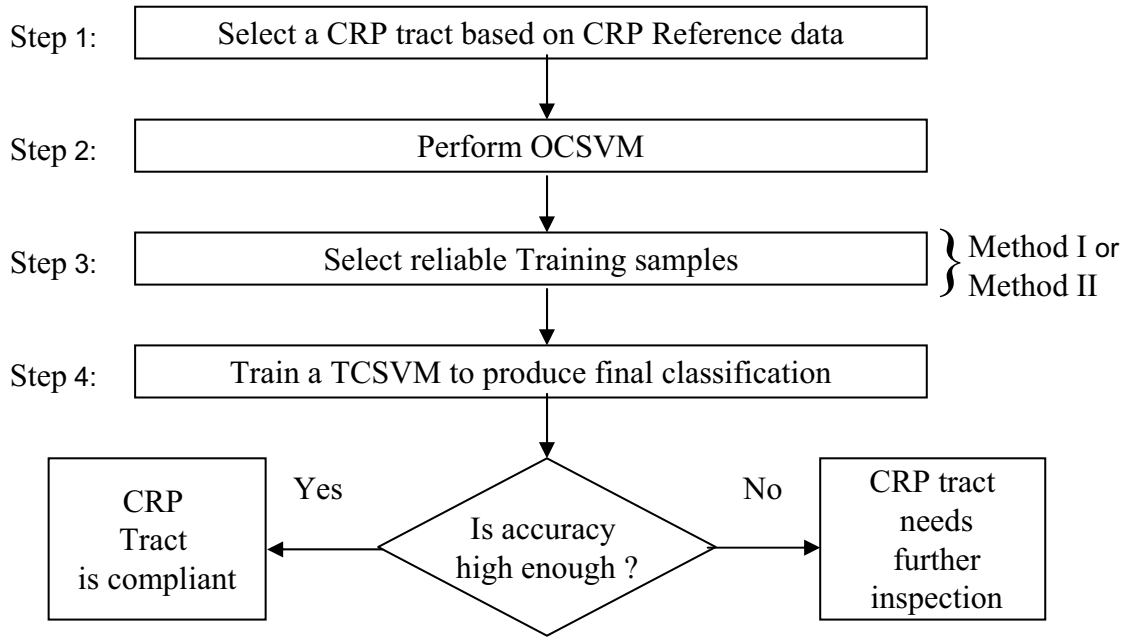 Step 1:
Select a CRP tract based on CRP Reference data
Step 2:
Perform OCSVM
Step 3:
Select reliable Training samples
} Method I or
Method II
Step 4:
Train a TCSVM to produce final classification
CRP
Tract
is compliant
Yes
Is accuracy
high enough ?
No
CRP tract
needs
further
inspection